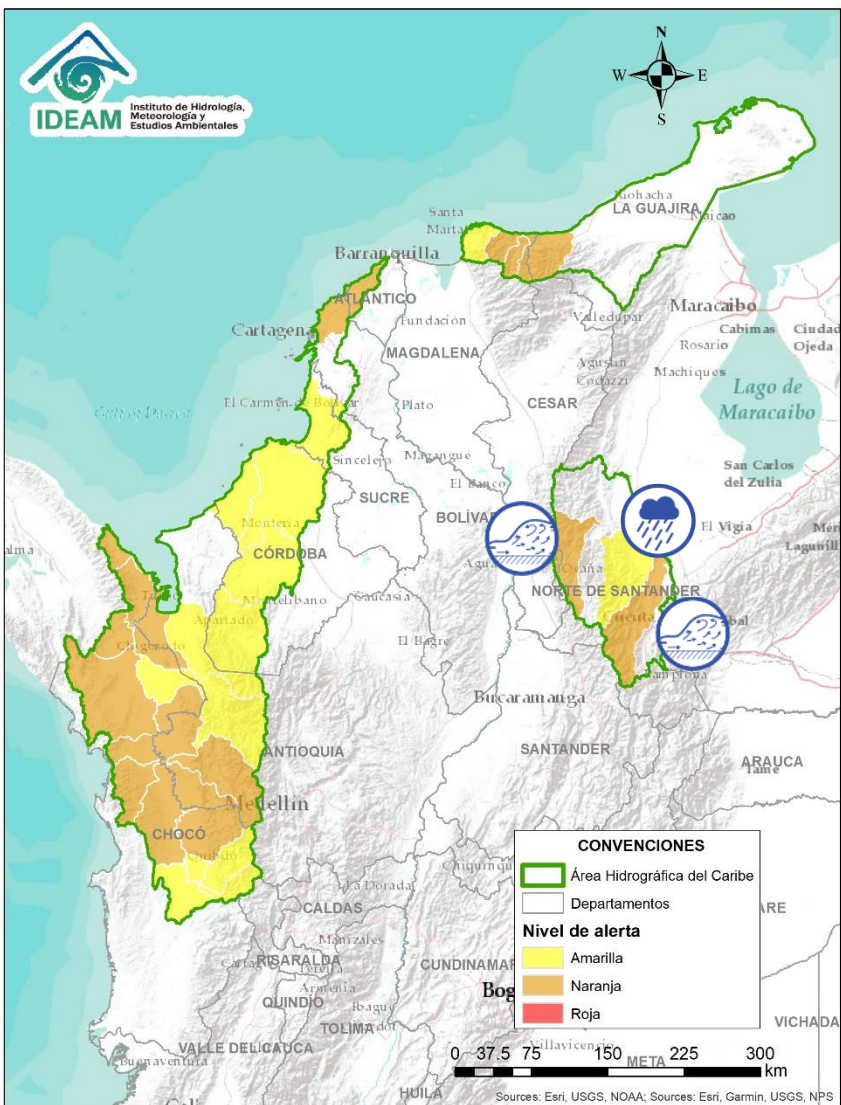 IDEAM
Instituto de Hidrología,
Meteorología y
Estudios Ambientales
N
W
E
S
Riohacha
LA GUAJIRA
Maicao
Santa
Marta
Barranquilla
ATLÁNTICO
Maracaibo
Cartagena
Fundación
Valledupar
Cabimas
Ciudad
Ojeda
Rosario
MAGDALENA
Machiques
Agustín
Codazzi
Lago de
Maracaibo
CESAR
El Carmen de Bolívar
Plato
Sincelejo
Magangue
San Carlos
del Zulia
El Banco
SUCRE
BOLÍVAR
Montería
El Vigía
CÓRDOBA
Ocaña
NORTE DE SANTANDER
Montelíbano
Caucasia
Apartadó
Cúcuta
El Bagre
Chigorodó
Pamplona
Bucaramanga
ANTIOQUIA
SANTANDER
ARAUCA
Tame
Medellín
CHOCÓ
Quibdó
CONVENCIONES
Área Hidrográfica del Caribe
Departamentos
Nivel de alerta
Amarilla
Naranja
Roja
La Dorada
CALDAS
Manizales
RISARALDA
Pereira
Armenia
QUINDÍO
Ibague
TOLIMA
VICHADA
Villavicencio
VALLE DEL CAUCA
META
Buenaventura
0 37.5 75 150 225 300
km
HUILA
Sources: Esri, USGS, NOAA; Sources: Esri, Garmin, USGS, NPS